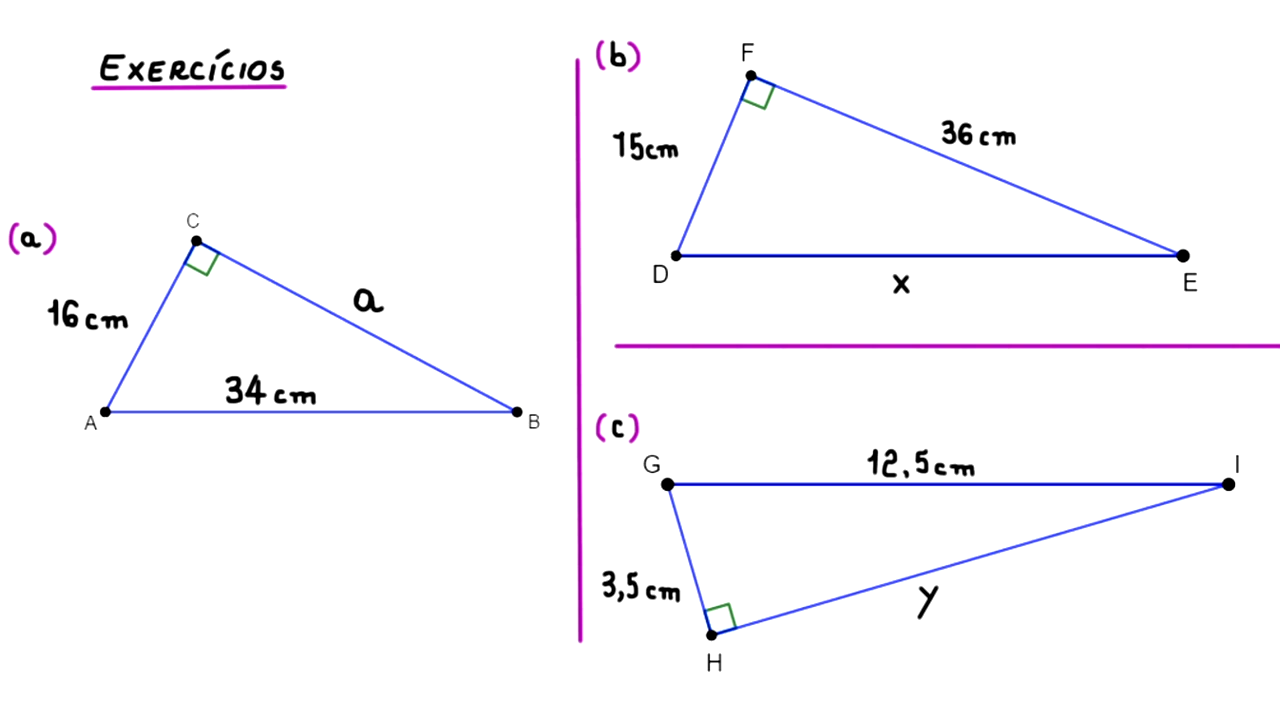 EXERCÍCIOS
(a)
C
16cm
a
34cm
A
B
(b)
F
15cm
36cm
D
x
E
(c)
G
12,5cm
I
3,5cm
y
H